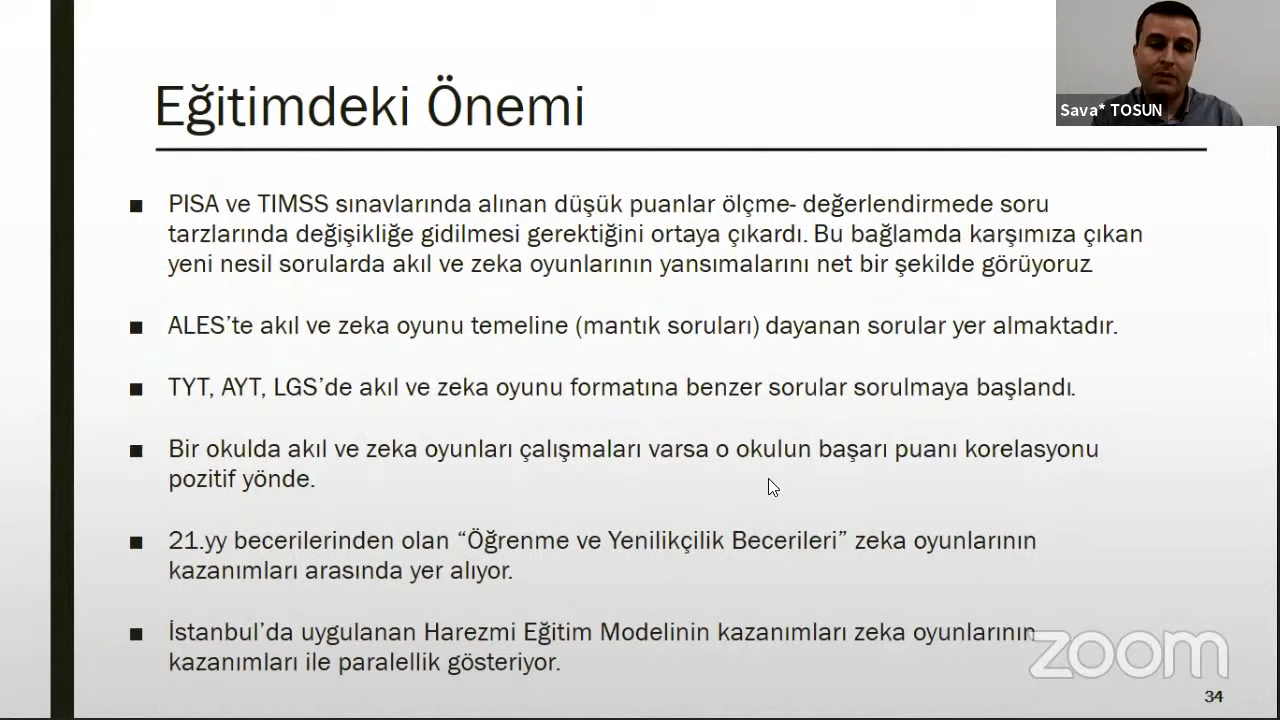 Sava* TOSUN
Eğitimdeki Önemi
■ PISA ve TIMSS sınavlarında alınan düşük puanlar ölçme- değerlendirmede soru
tarzlarında değişikliğe gidilmesi gerektiğini ortaya çıkardı. Bu bağlamda karşımıza çıkan
yeni nesil sorularda akıl ve zeka oyunlarının yansımalarını net bir şekilde görüyoruz.
■ ALES’te akıl ve zeka oyunu temeline (mantık soruları) dayanan sorular yer almaktadır.
■ TYT, AYT, LGS’de akıl ve zeka oyunu formatına benzer sorular sorulmaya başlandı.
■ Bir okulda akıl ve zeka oyunları çalışmaları varsa o okulun başarı puanı korelasyonu
pozitif yönde.
■ 21.yy becerilerinden olan “Öğrenme ve Yenilikçilik Becerileri” zeka oyunlarının
kazanımları arasında yer alıyor.
■ İstanbul’da uygulanan Harezmi Eğitim Modelinin kazanımları zeka oyunlarının
kazanımları ile paralellik gösteriyor.
zoom
34